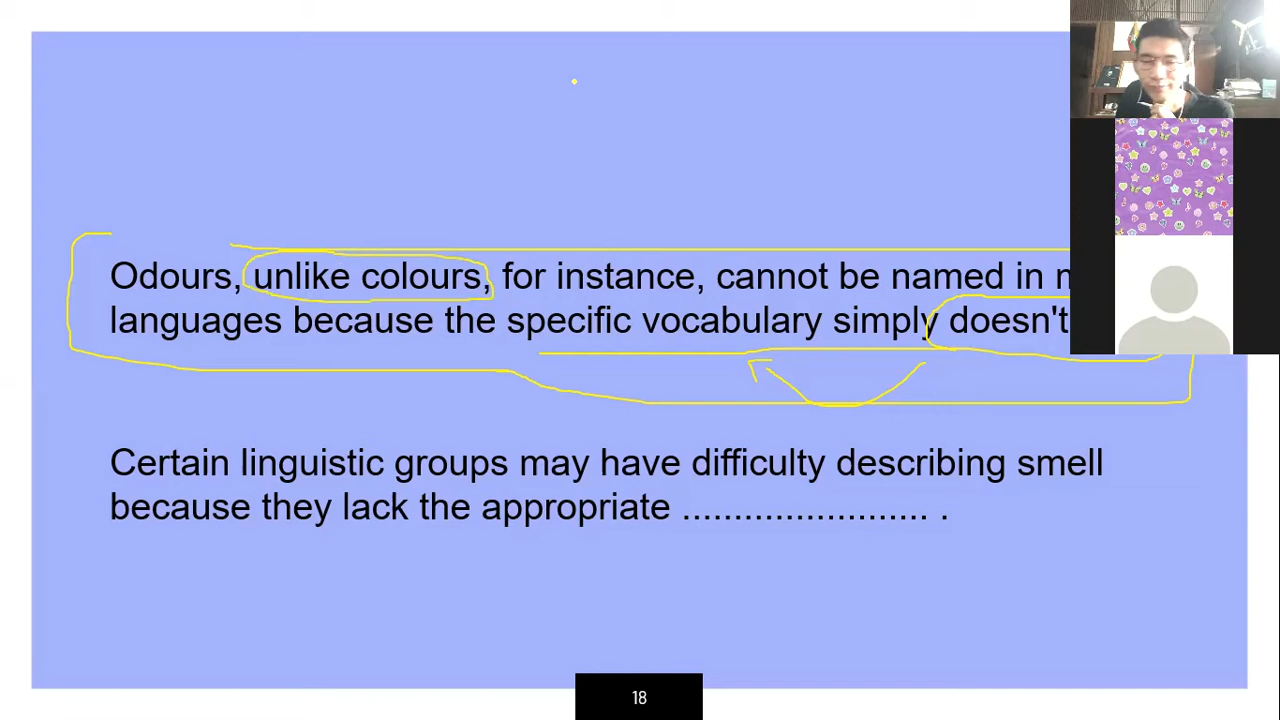 Odours, unlike colours, for instance, cannot be named in
languages because the specific vocabulary simply doesn't
Certain linguistic groups may have difficulty describing smell
because they lack the appropriate ........................ .
18